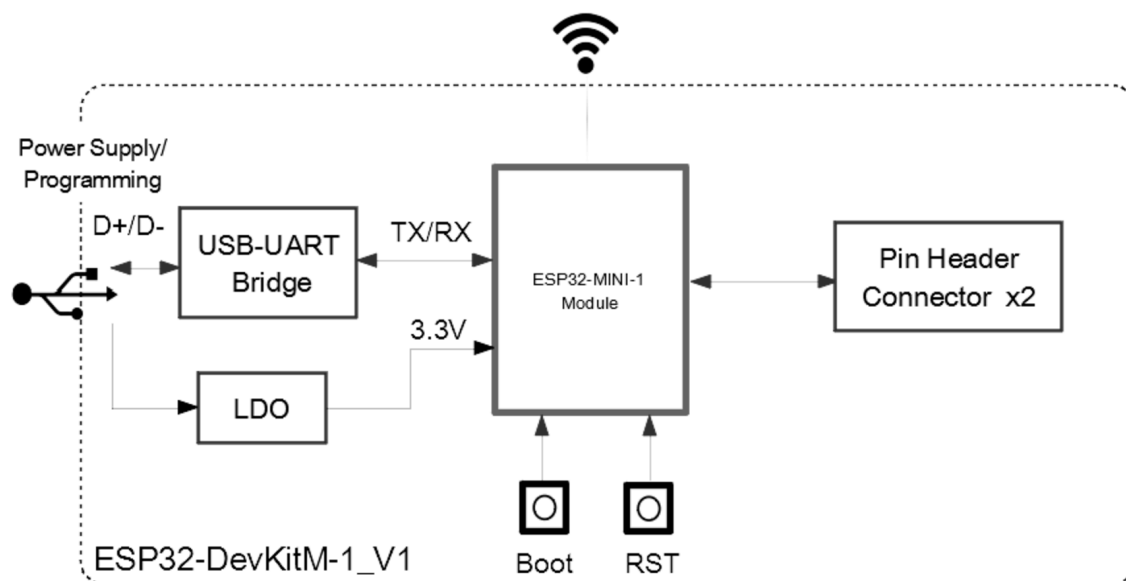 Power Supply/
Programming
D+/D-
USB-UART
Bridge
TX/RX
ESP32-MINI-1
Module
Pin Header
Connector x2
3.3V
LDO
Boot
RST
ESP32-DevKitM-1_V1